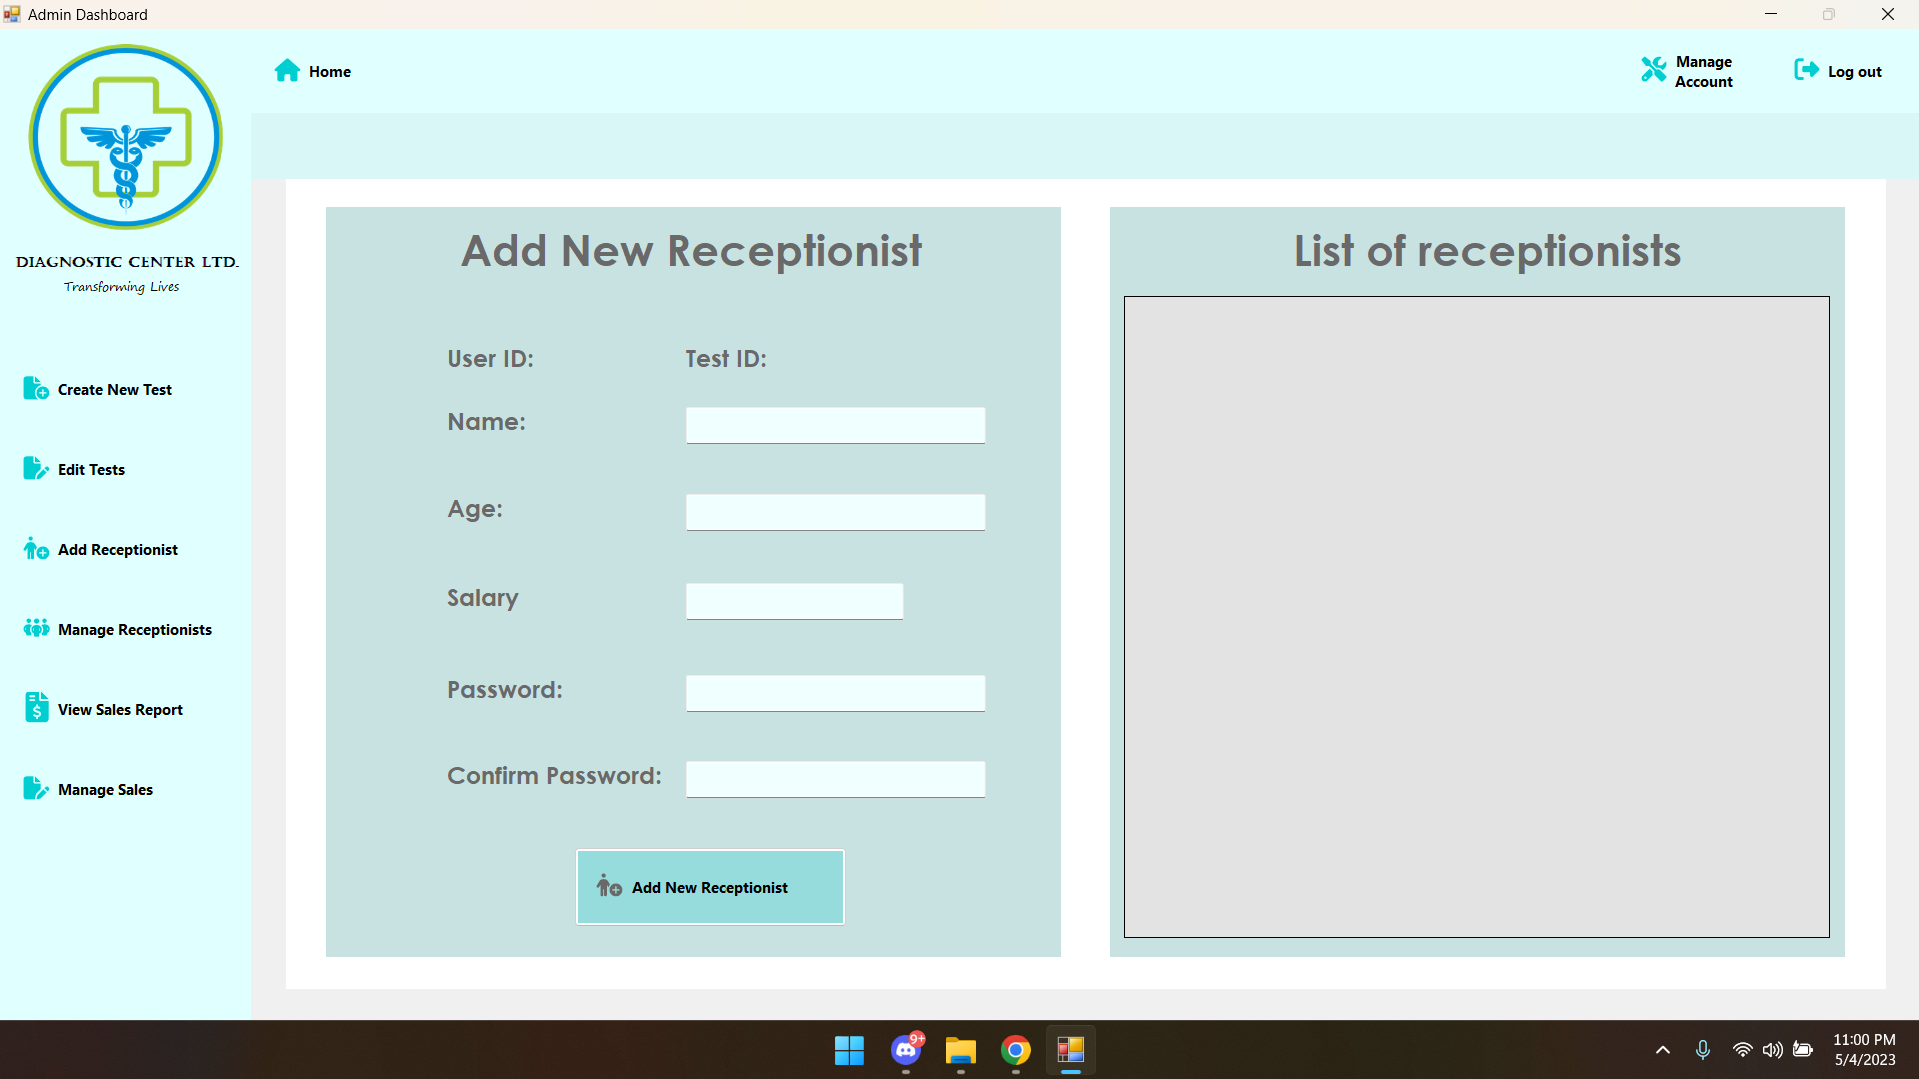 Admin Dashboard
Home
Manage
Account
Log out
DIAGNOSTIC CENTER LTD.
Transforming Lives
Create New Test
Edit Tests
Add Receptionist
Manage Receptionists
View Sales Report
Manage Sales
Add New Receptionist
User ID: Test ID:
Name:
Age:
Salary
Password:
Confirm Password:
Add New Receptionist
List of receptionists
9+
11:00 PM
5/4/2023